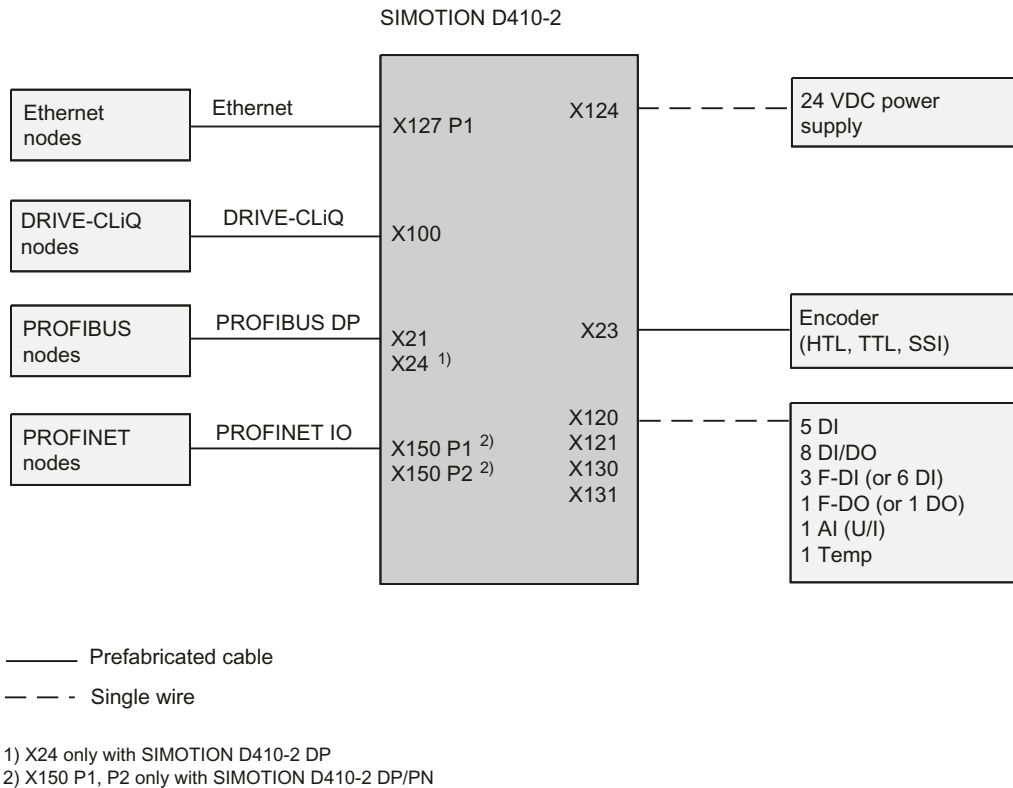 SIMOTION D410-2
Ethernet
nodes
Ethernet
X127 P1
X124
24 VDC power
supply
DRIVE-CLiQ
nodes
DRIVE-CLiQ
X100
PROFIBUS
nodes
PROFIBUS DP
X21
X24 1)
X23
Encoder
(HTL, TTL, SSI)
PROFINET
nodes
PROFINET IO
X150 P1 2)
X150 P2 2)
X120
X121
X130
X131
5 DI
8 DI/DO
3 F-DI (or 6 DI)
1 F-DO (or 1 DO)
1 AI (U/I)
1 Temp
Prefabricated cable
Single wire
1) X24 only with SIMOTION D410-2 DP
2) X150 P1, P2 only with SIMOTION D410-2 DP/PN